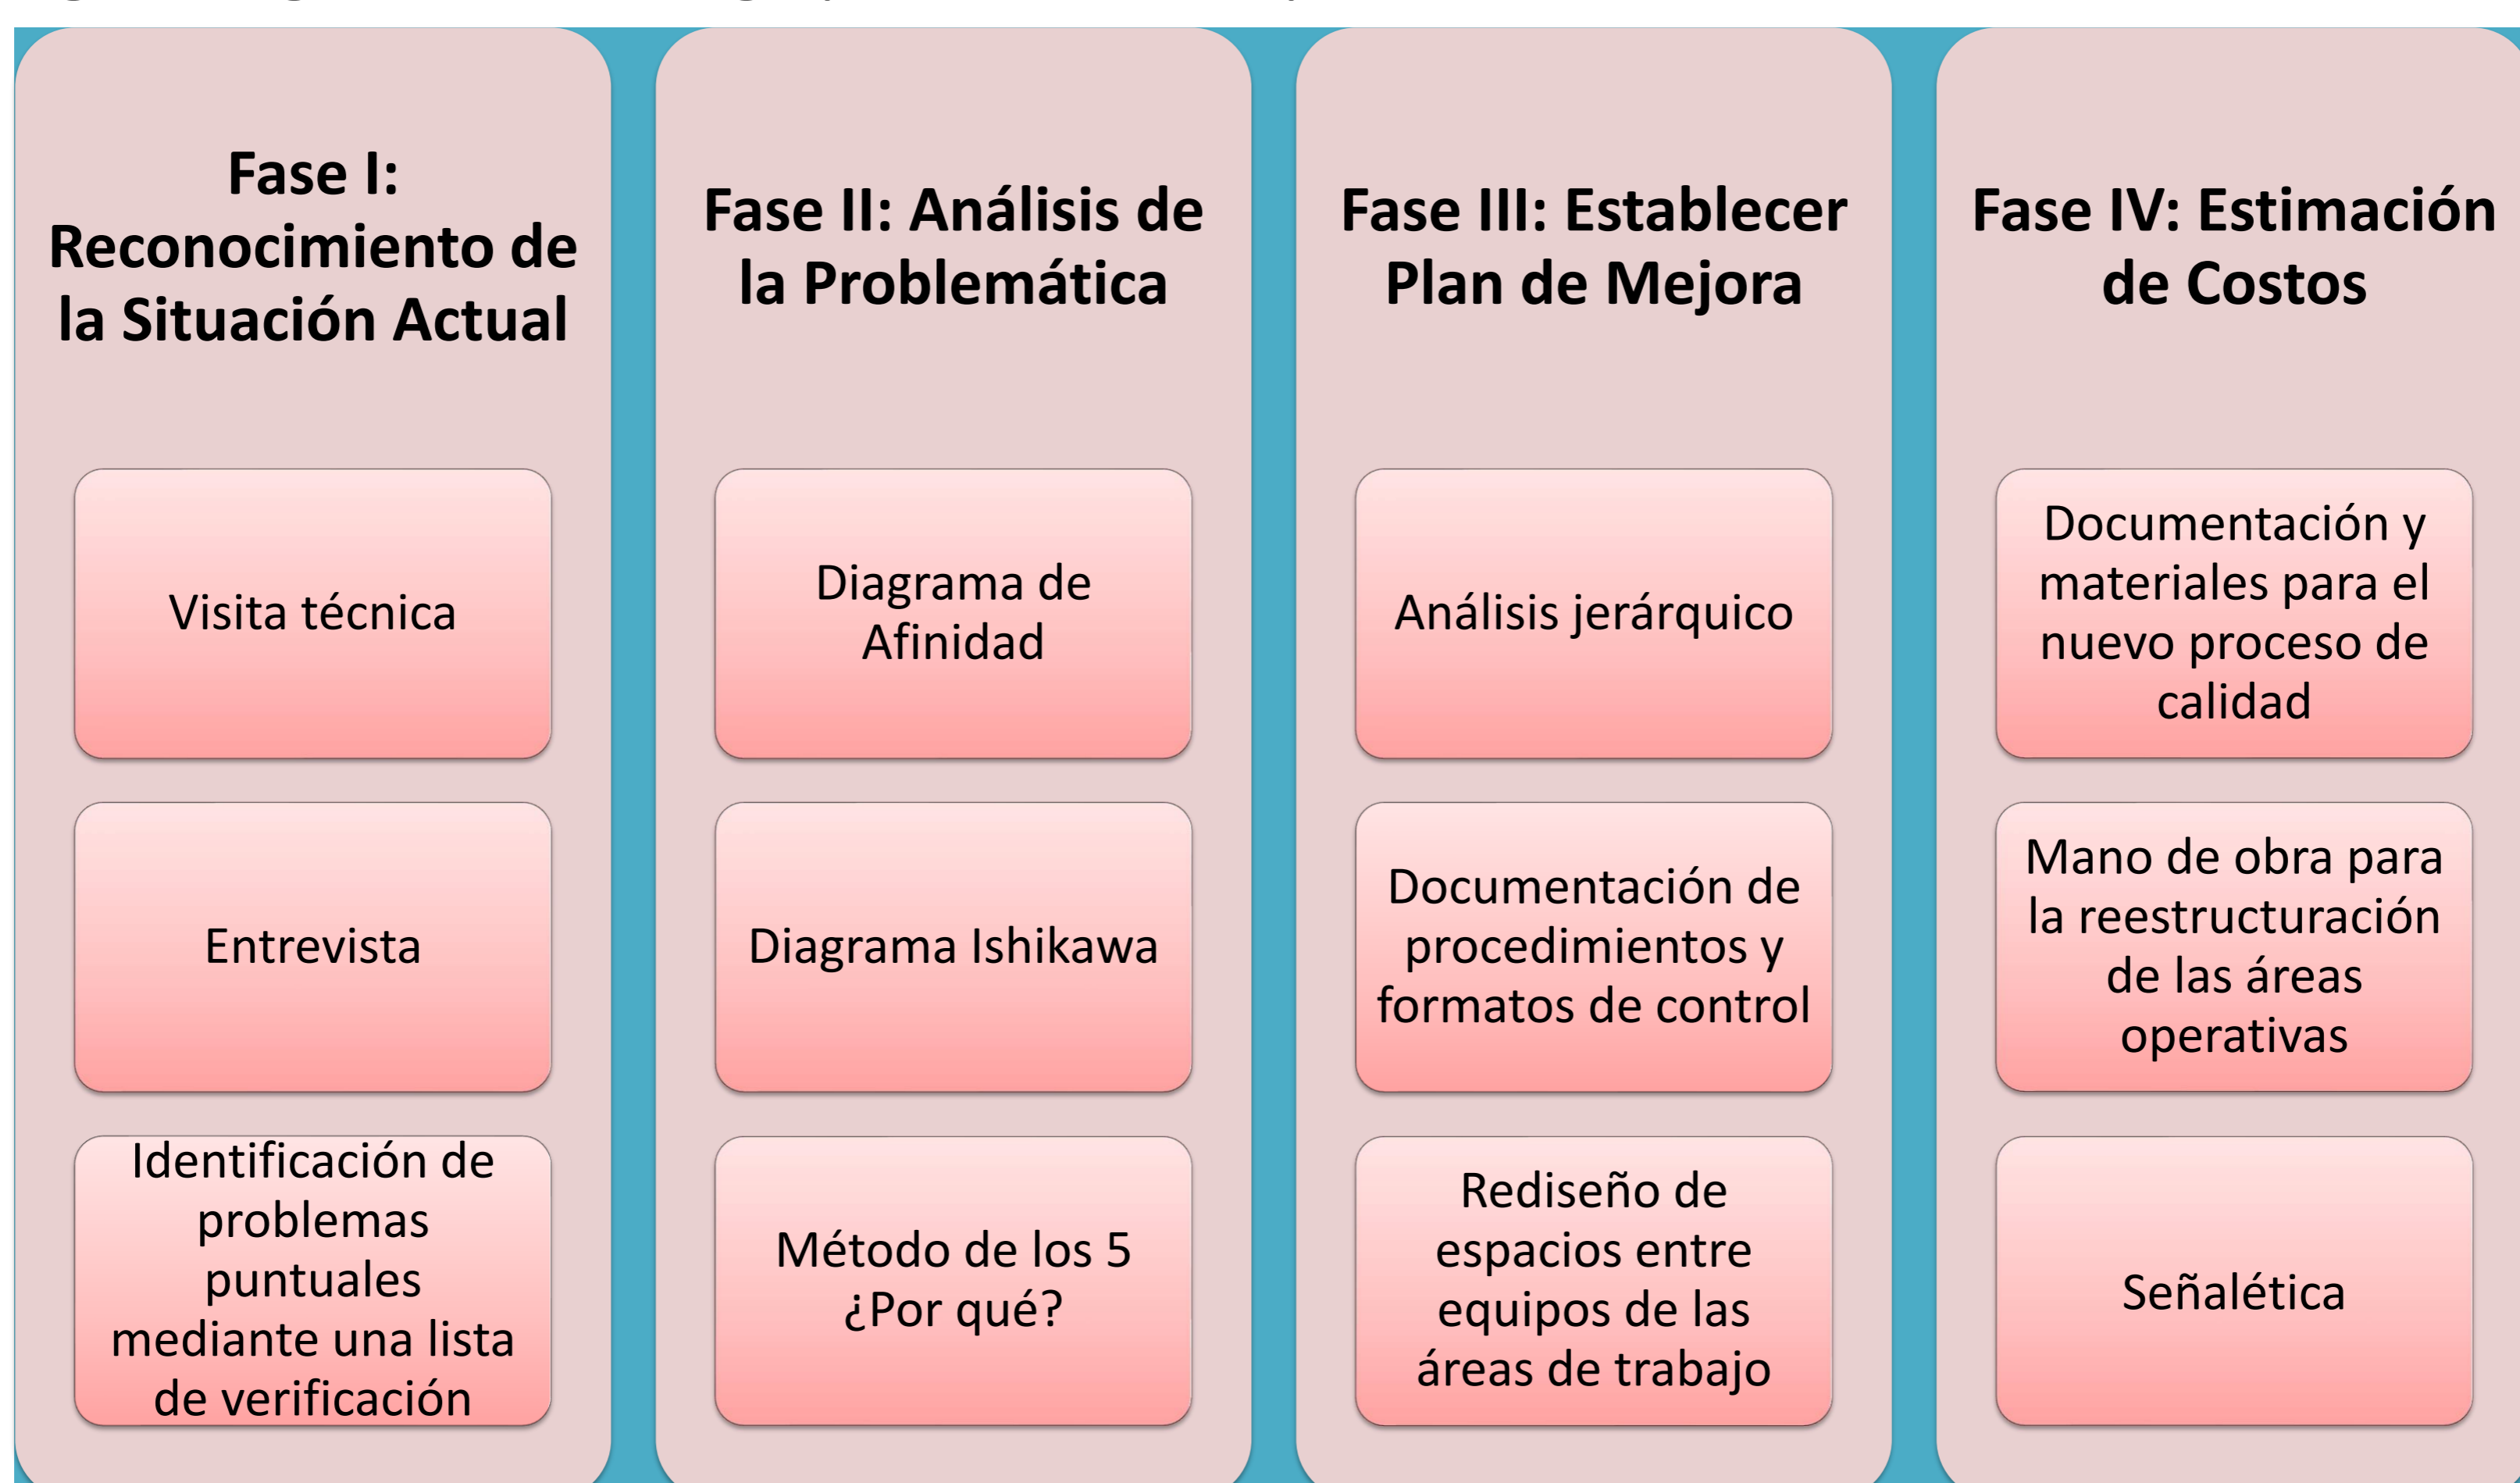 Fase I:
Reconocimiento de
la Situación Actual
Visita técnica
Entrevista
Identificación de
problemas
puntuales
mediante una lista
de verificación
Fase II: Análisis de
la Problemática
Diagrama de
Afinidad
Diagrama Ishikawa
Método de los 5
¿Por qué?
Fase III: Establecer
Plan de Mejora
Análisis jerárquico
Documentación de
procedimientos y
formatos de control
Rediseño de
espacios entre
equipos de las
áreas de trabajo
Fase IV: Estimación
de Costos
Documentación y
materiales para el
nuevo proceso de
calidad
Mano de obra para
la reestructuración
de las áreas
operativas
Señalética